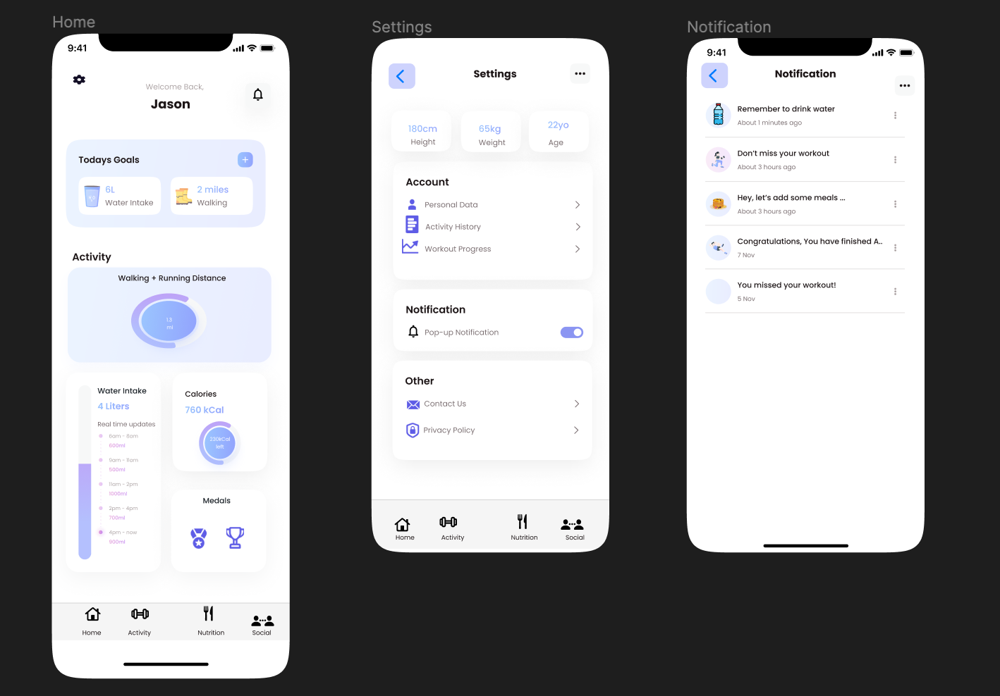 Home
9:41
Welcome Back,
Jason
Todays Goals
+
6L
Water Intake
H₂O
2 miles
Walking
Activity
Walking + Running Distance
1.3
mi
Water Intake
4 Liters
Real time updates
6am - 8am
600ml
9am - 11am
500ml
11am - 2pm
1000ml
2pm - 4pm
700ml
4pm - now
900ml
Calories
760 kCal
230kCal
left
Medals
Home
Activity
Nutrition
Social
Settings
Settings
180cm
Height
65kg
Weight
22yo
Age
Account
Personal Data
Activity History
Workout Progress
Notification
Pop-up Notification
Other
Contact Us
Privacy Policy
Home
Activity
Nutrition
Social
Notification
9:41
Notification
Remember to drink water
About 1 minutes ago
Don't miss your workout
About 3 hours ago
Hey, let's add some meals ...
About 3 hours ago
Congratulations, You have finished A..
7 Nov
You missed your workout!
5 Nov